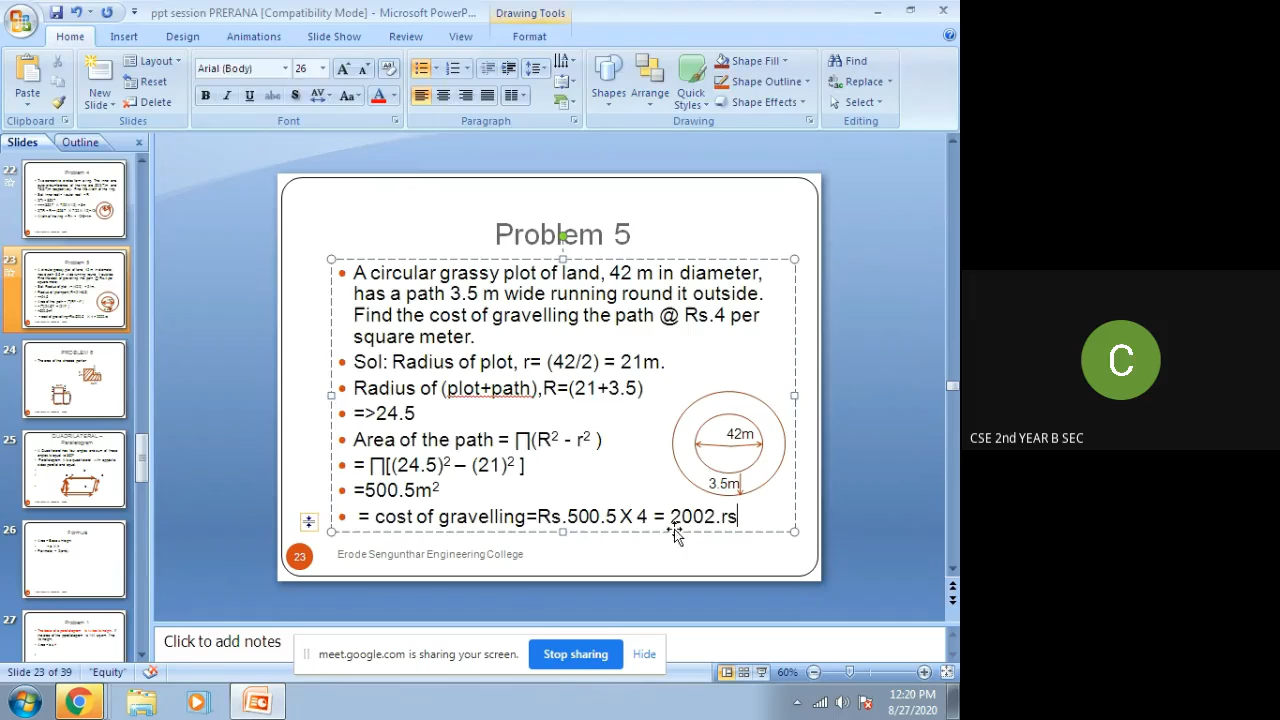 ppt session PRERANA [Compatibility Mode] - Microsoft PowerP...
Drawing Tools
Home
Insert
Design
Animations
Slide Show
Review
View
Format
Paste
Clipboard
New
Slide
Layout
Reset
Delete
Slides
Arial (Body)
26
Font
Paragraph
Shapes
Arrange
Quick
Styles
Shape Fill
Shape Outline
Shape Effects
Drawing
Find
Replace
Select
Editing
Slides
Outline
22
23
24
25
26
27
Problem 5
A circular grassy plot of land, 42 m in diameter,
has a path 3.5 m wide running round it outside.
Find the cost of gravelling the path @ Rs.4 per
square meter.
Sol: Radius of plot, r= (42/2) = 21m.
Radius of (plot+path),R=(21+3.5)
=>24.5
Area of the path = ∏(R² - r² )
= ∏[(24.5)² – (21)² ]
=500.5m²
= cost of gravelling=Rs.500.5 X 4 = 2002.rs
42m
3.5m
23
Erode Sengunthar Engineering College
Click to add notes
meet.google.com is sharing your screen.
Stop sharing
Hide
Slide 23 of 39
"Equity"
60%
12:20 PM
8/27/2020
C
CSE 2nd YEAR B SEC